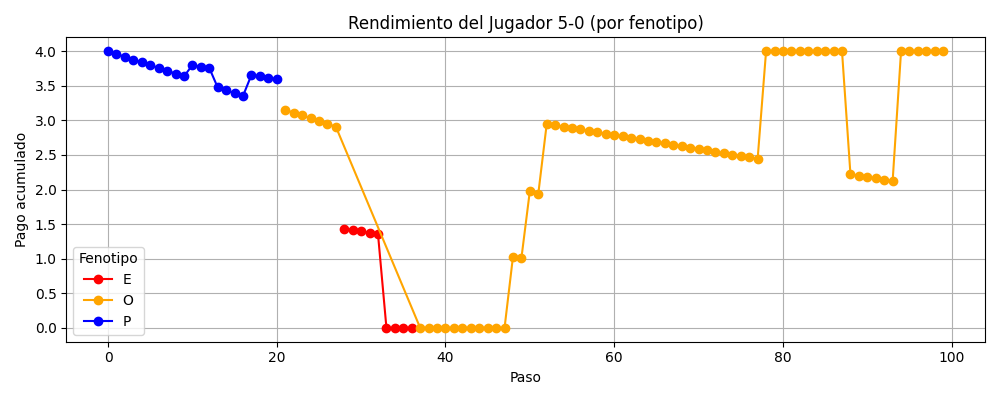 Rendimiento del Jugador 5-0 (por fenotipo)
Pago acumulado
4.0
3.5
3.0
2.5
2.0
1.5
1.0
0.5
0.0
Fenotipo
E
O
P
0 20 40 60 80 100
Paso